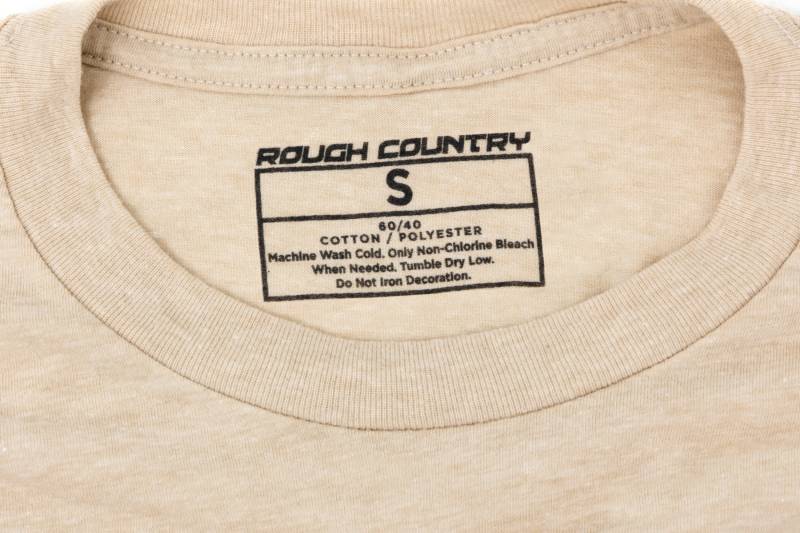 ROUGH COUNTRY
S
60/40
COTTON / POLYESTER
Machine Wash Cold. Only Non-Chlorine Bleach
When Needed. Tumble Dry Low.
Do Not Iron Decoration.